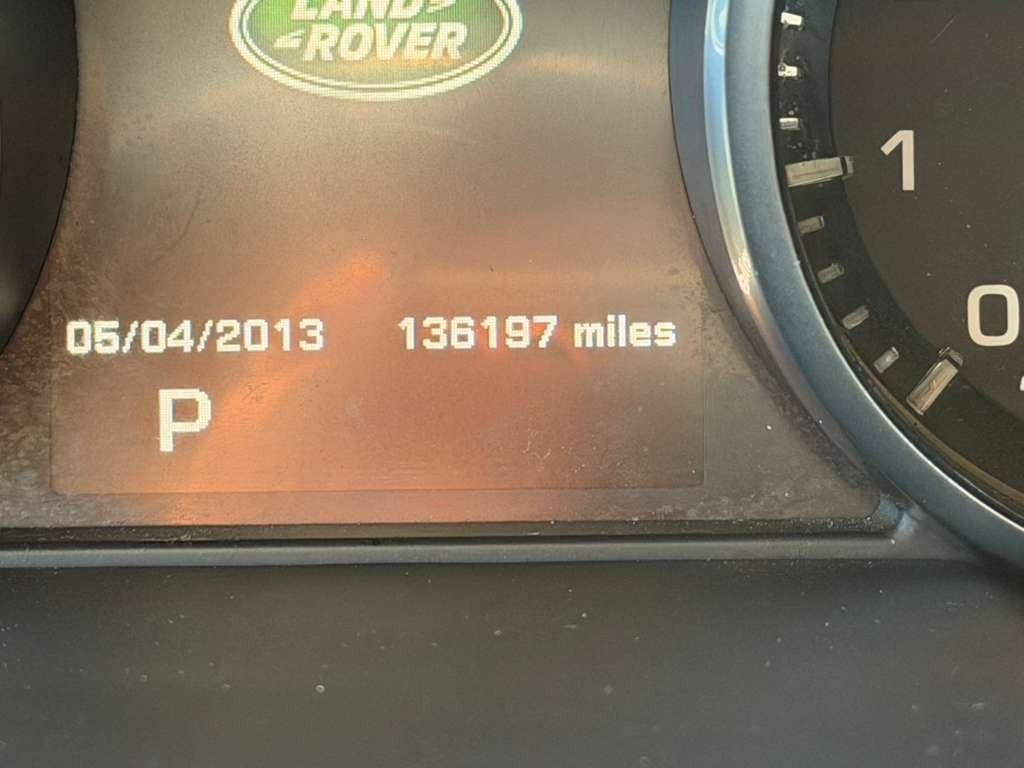 LAND
ROVER
1
0
05/04/2013 136197 miles
P